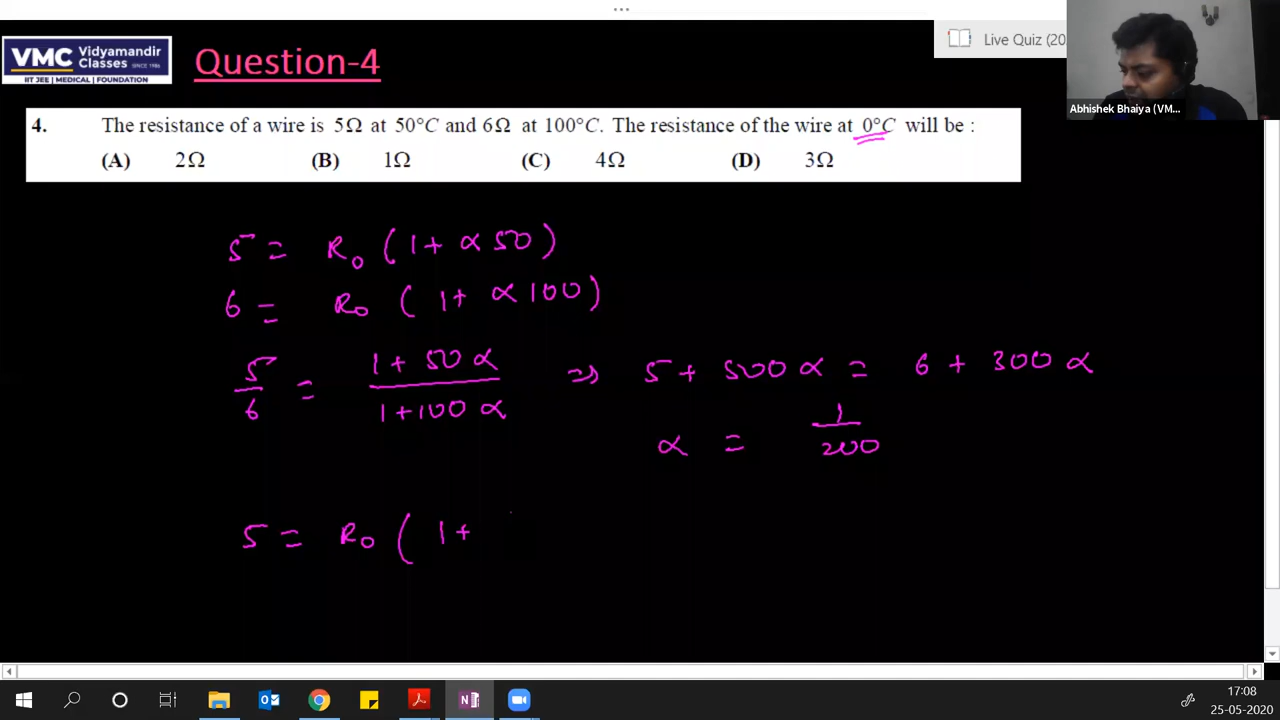 ...
Live Quiz (20
VMC Vidyamandir
Classes SINCE 1986
IIT JEE | MEDICAL | FOUNDATION
Question-4
Abhishek Bhaiya (VM...
4. The resistance of a wire is 5Ω at 50°C and 6Ω at 100°C. The resistance of the wire at 0°C will be :
(A) 2Ω (B) 1Ω (C) 4Ω (D) 3Ω
5 = R₀ (1 + α 50)
6 = R₀ (1 + α 100)
5/6 = (1 + 50 α)/(1 + 100 α) ⇒ 5 + 500 α = 6 + 300 α
α = 1/200
5 = R₀ ( 1 +
17:08
25-05-2020